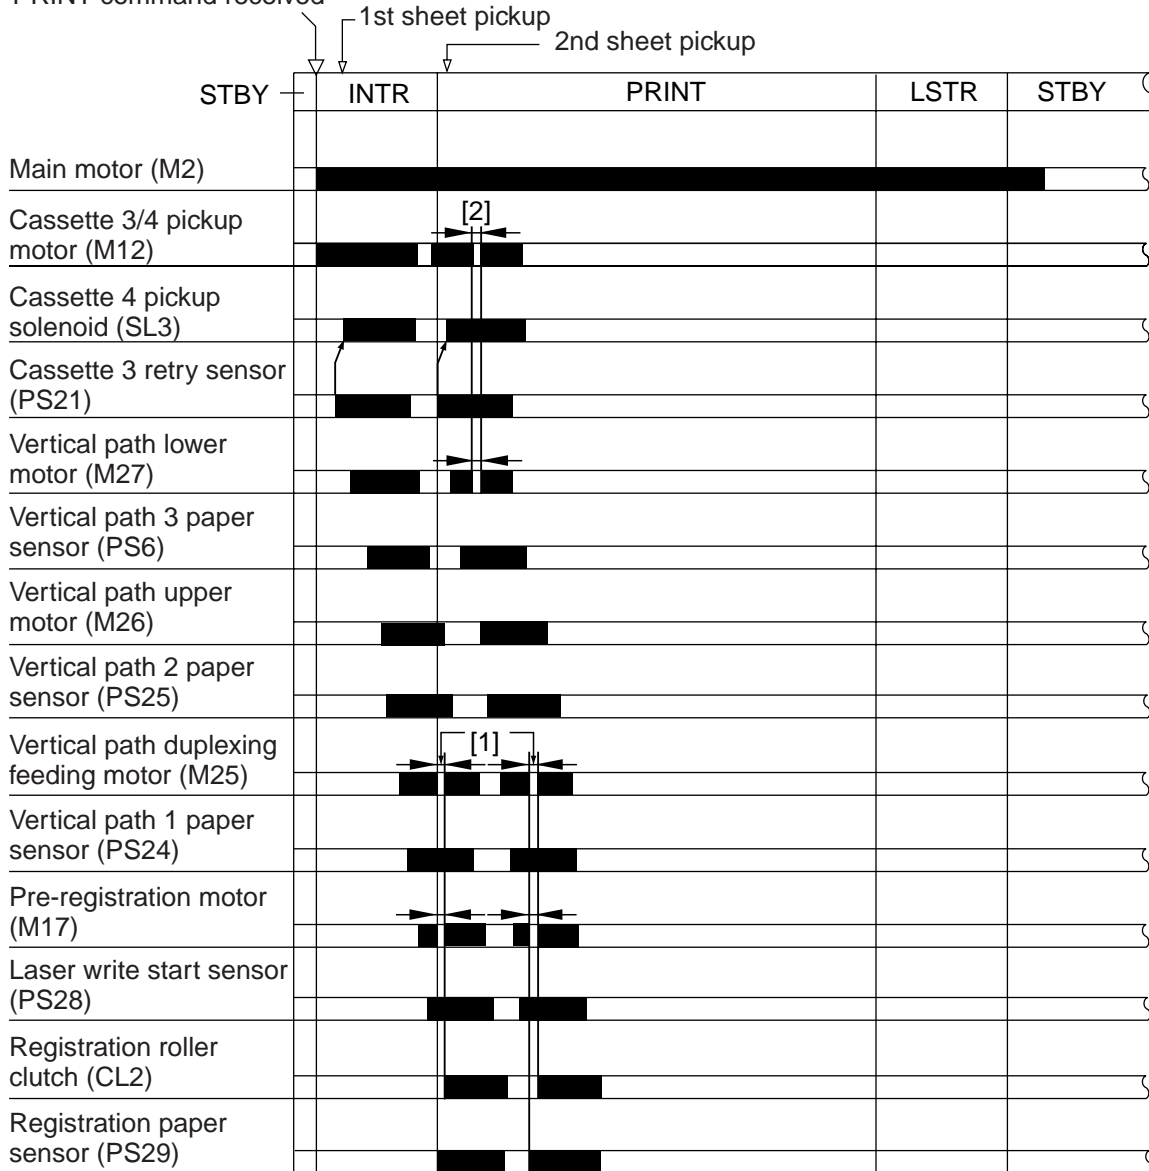 PRINT command received
1st sheet pickup
2nd sheet pickup
STBY
INTR
PRINT
LSTR
STBY
Main motor (M2)
Cassette 3/4 pickup
motor (M12)
[2]
Cassette 4 pickup
solenoid (SL3)
Cassette 3 retry sensor
(PS21)
Vertical path lower
motor (M27)
Vertical path 3 paper
sensor (PS6)
Vertical path upper
motor (M26)
Vertical path 2 paper
sensor (PS25)
Vertical path duplexing
feeding motor (M25)
[1]
Vertical path 1 paper
sensor (PS24)
Pre-registration motor
(M17)
Laser write start sensor
(PS28)
Registration roller
clutch (CL2)
Registration paper
sensor (PS29)